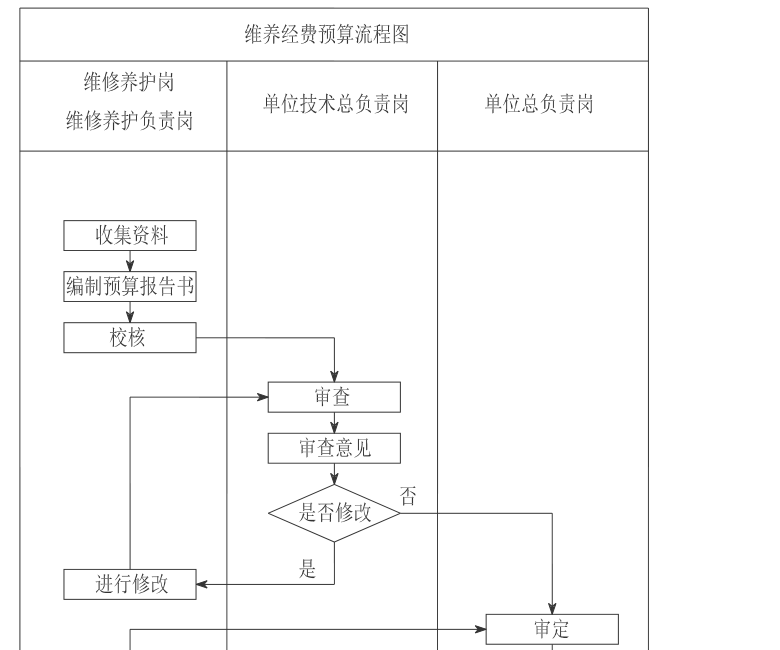 维养经费预算流程图
维修养护岗
维修养护负责岗
单位技术总负责岗
单位总负责岗
收集资料
编制预算报告书
校核
审查
审查意见
是否修改
否
是
进行修改
审定